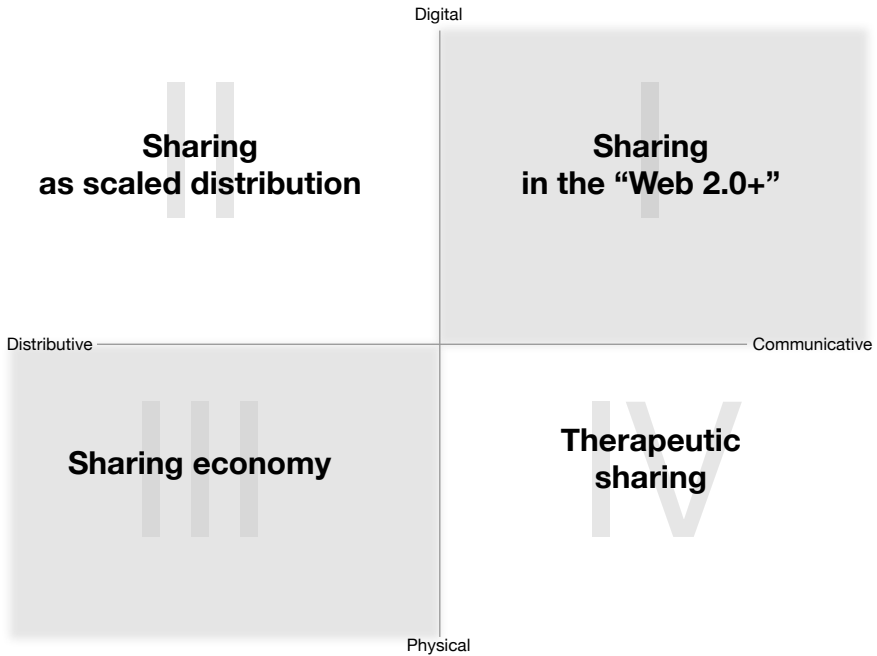 Digital
II
Sharing
as scaled distribution
I
Sharing
in the “Web 2.0+”
Distributive
Communicative
III
Sharing economy
IV
Therapeutic
sharing
Physical